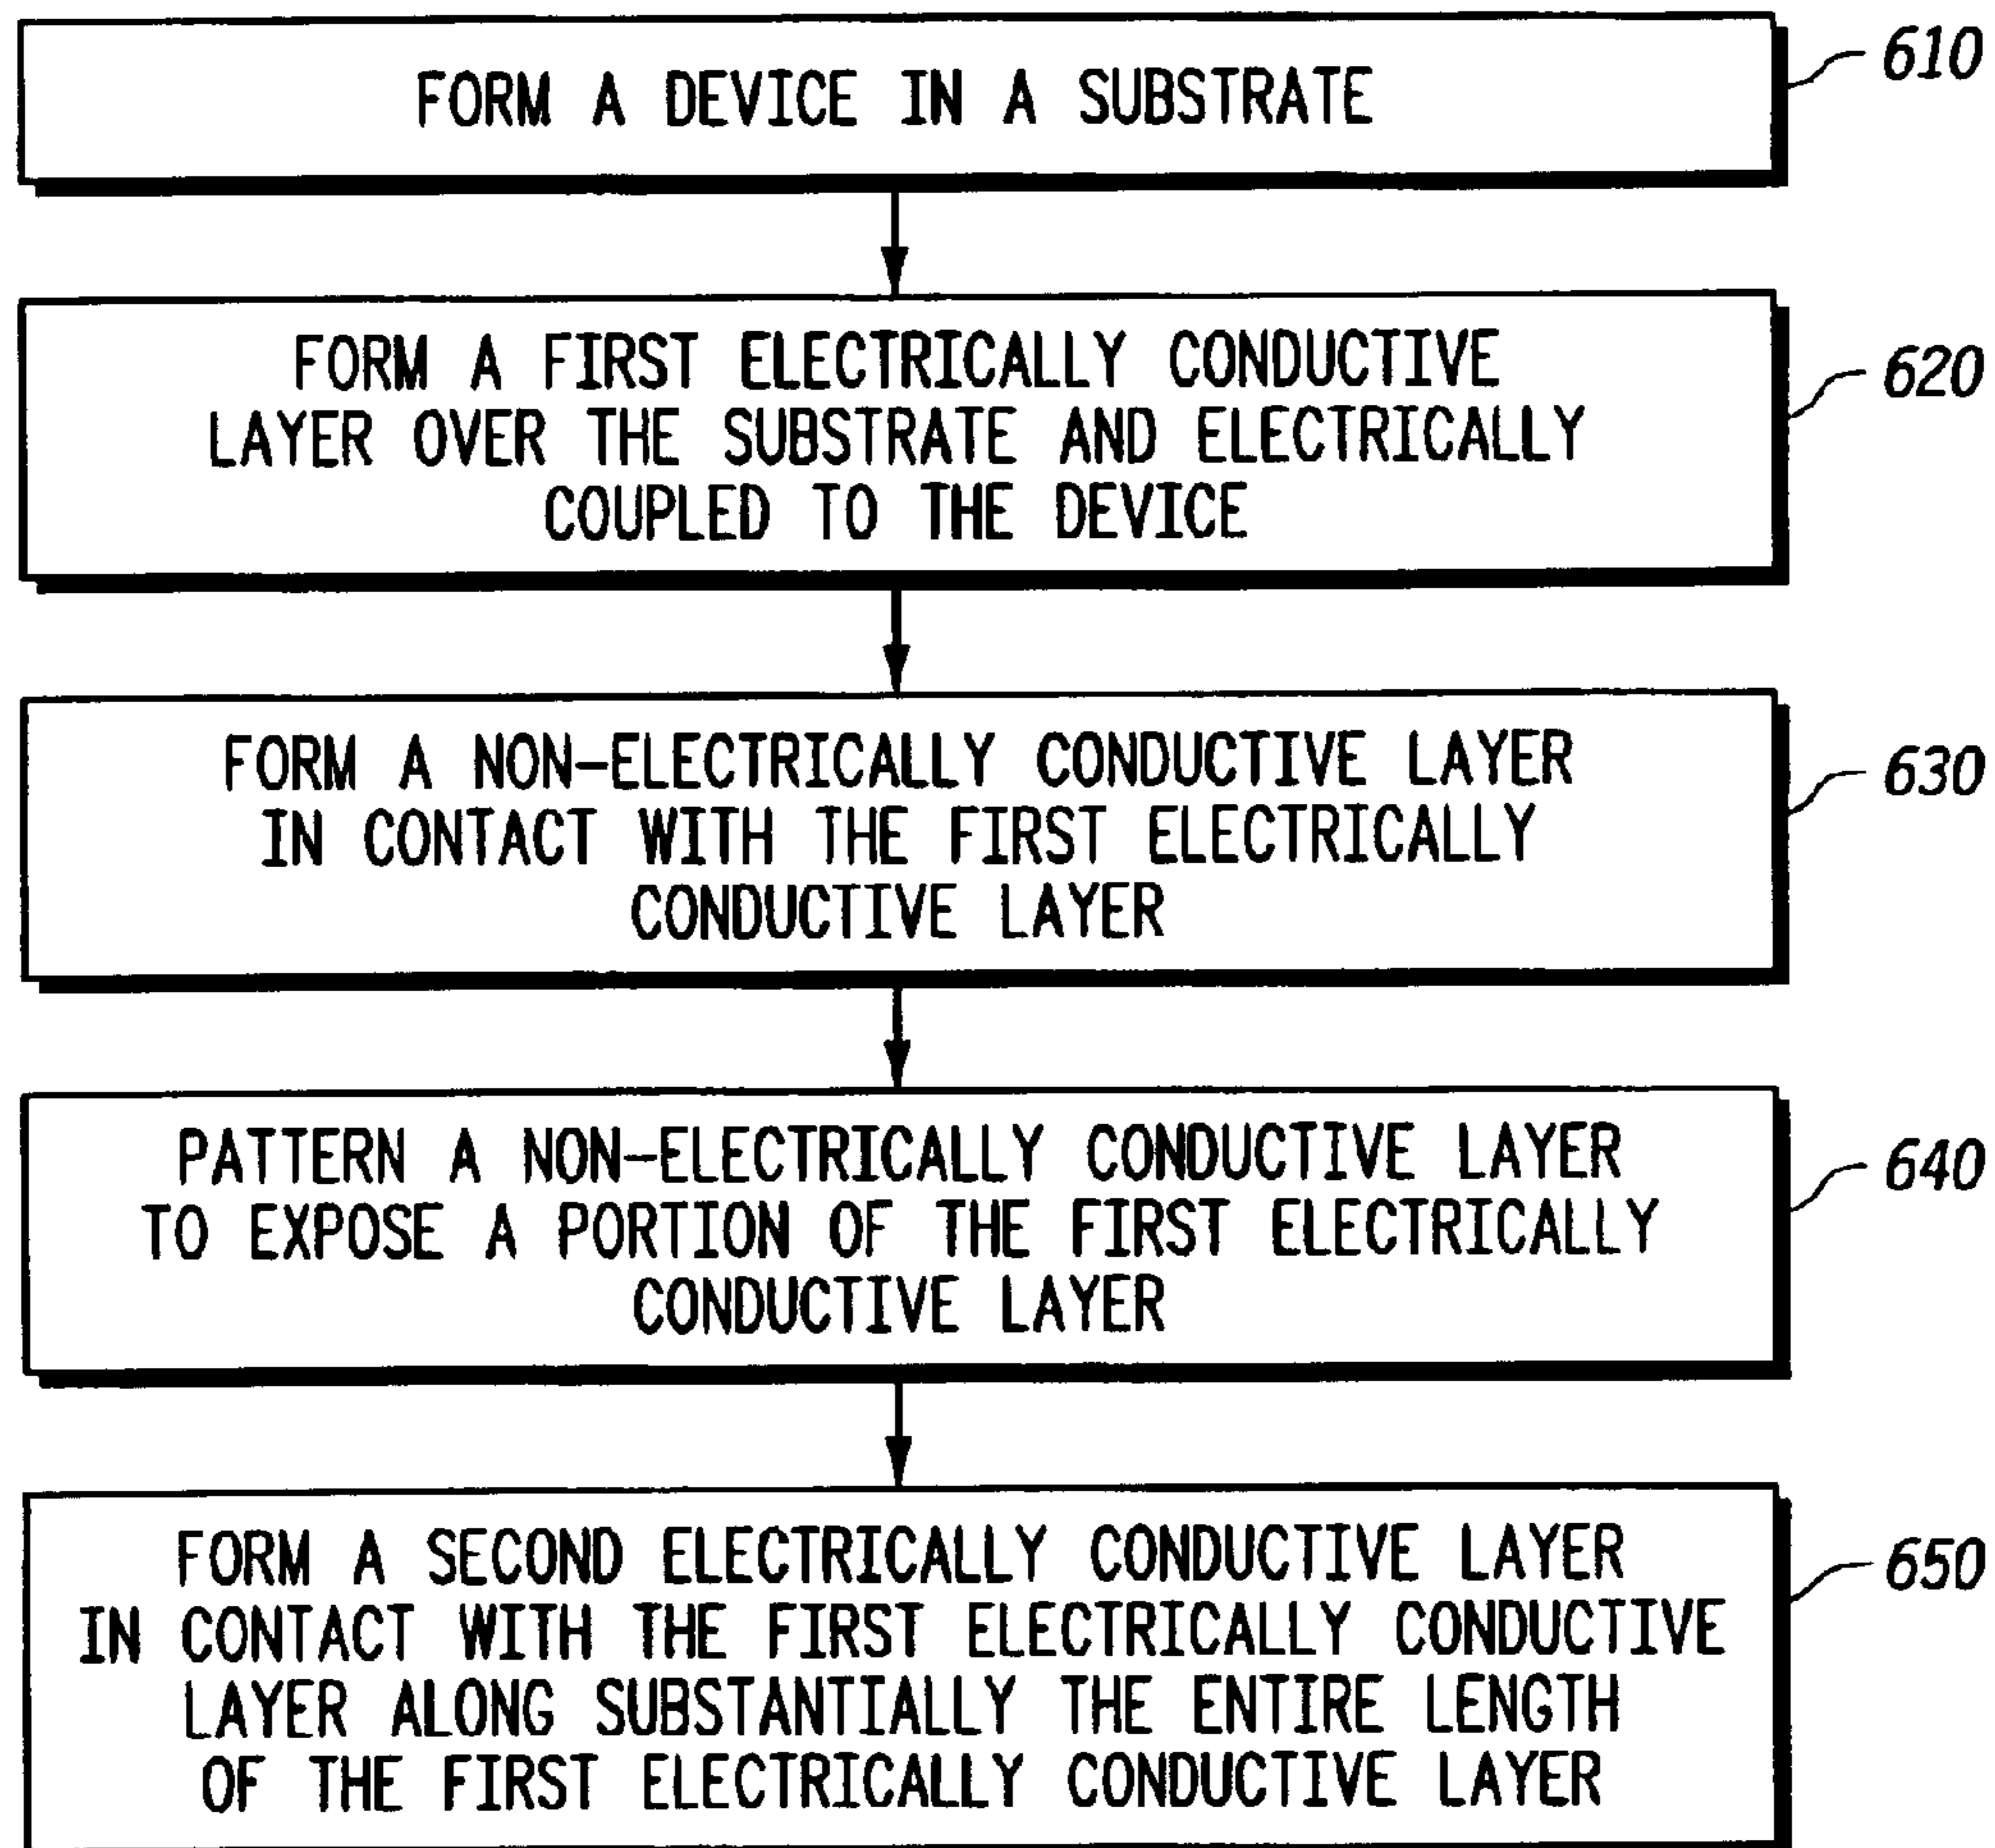 FORM A DEVICE IN A SUBSTRATE
610
FORM A FIRST ELECTRICALLY CONDUCTIVE
LAYER OVER THE SUBSTRATE AND ELECTRICALLY
COUPLED TO THE DEVICE
620
FORM A NON-ELECTRICALLY CONDUCTIVE LAYER
IN CONTACT WITH THE FIRST ELECTRICALLY
CONDUCTIVE LAYER
630
PATTERN A NON-ELECTRICALLY CONDUCTIVE LAYER
TO EXPOSE A PORTION OF THE FIRST ELECTRICALLY
CONDUCTIVE LAYER
640
FORM A SECOND ELECTRICALLY CONDUCTIVE LAYER
IN CONTACT WITH THE FIRST ELECTRICALLY CONDUCTIVE
LAYER ALONG SUBSTANTIALLY THE ENTIRE LENGTH
OF THE FIRST ELECTRICALLY CONDUCTIVE LAYER
650